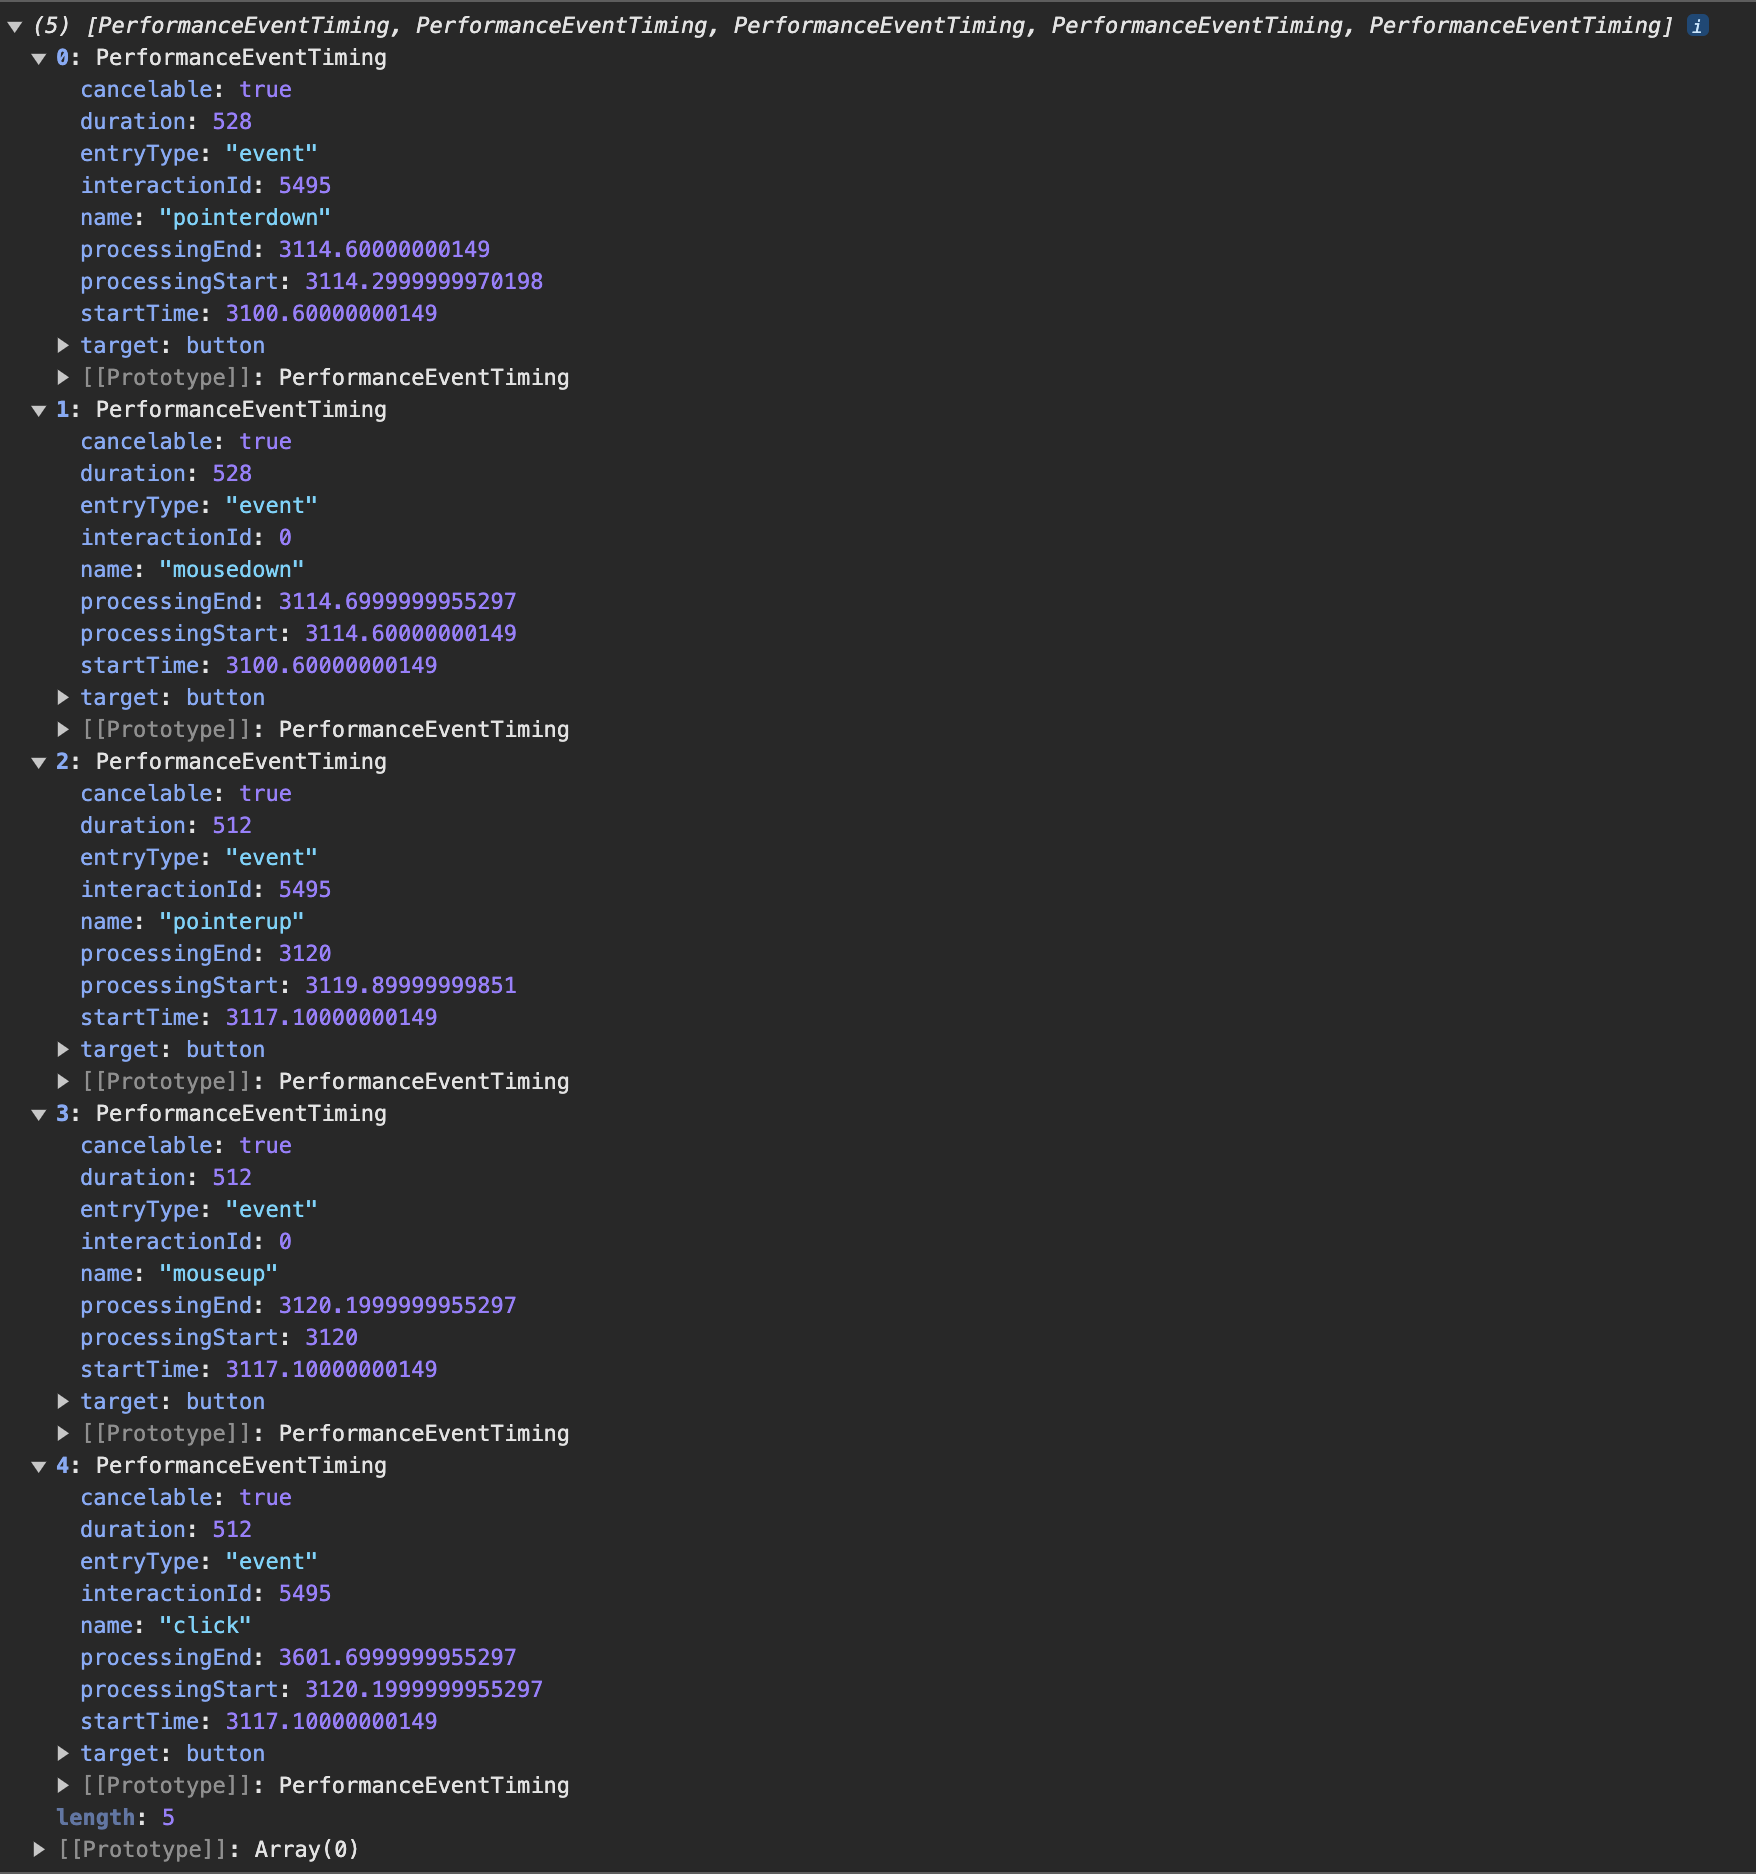 (5) [PerformanceEventTiming, PerformanceEventTiming, PerformanceEventTiming, PerformanceEventTiming, PerformanceEventTiming] i
0: PerformanceEventTiming
cancelable: true
duration: 528
entryType: "event"
interactionId: 5495
name: "pointerdown"
processingEnd: 3114.60000000149
processingStart: 3114.2999999970198
startTime: 3100.60000000149
target: button
[[Prototype]]: PerformanceEventTiming
1: PerformanceEventTiming
cancelable: true
duration: 528
entryType: "event"
interactionId: 0
name: "mousedown"
processingEnd: 3114.6999999955297
processingStart: 3114.60000000149
startTime: 3100.60000000149
target: button
[[Prototype]]: PerformanceEventTiming
2: PerformanceEventTiming
cancelable: true
duration: 512
entryType: "event"
interactionId: 5495
name: "pointerup"
processingEnd: 3120
processingStart: 3119.89999999851
startTime: 3117.10000000149
target: button
[[Prototype]]: PerformanceEventTiming
3: PerformanceEventTiming
cancelable: true
duration: 512
entryType: "event"
interactionId: 0
name: "mouseup"
processingEnd: 3120.1999999955297
processingStart: 3120
startTime: 3117.10000000149
target: button
[[Prototype]]: PerformanceEventTiming
4: PerformanceEventTiming
cancelable: true
duration: 512
entryType: "event"
interactionId: 5495
name: "click"
processingEnd: 3601.6999999955297
processingStart: 3120.1999999955297
startTime: 3117.10000000149
target: button
[[Prototype]]: PerformanceEventTiming
length: 5
[[Prototype]]: Array(0)